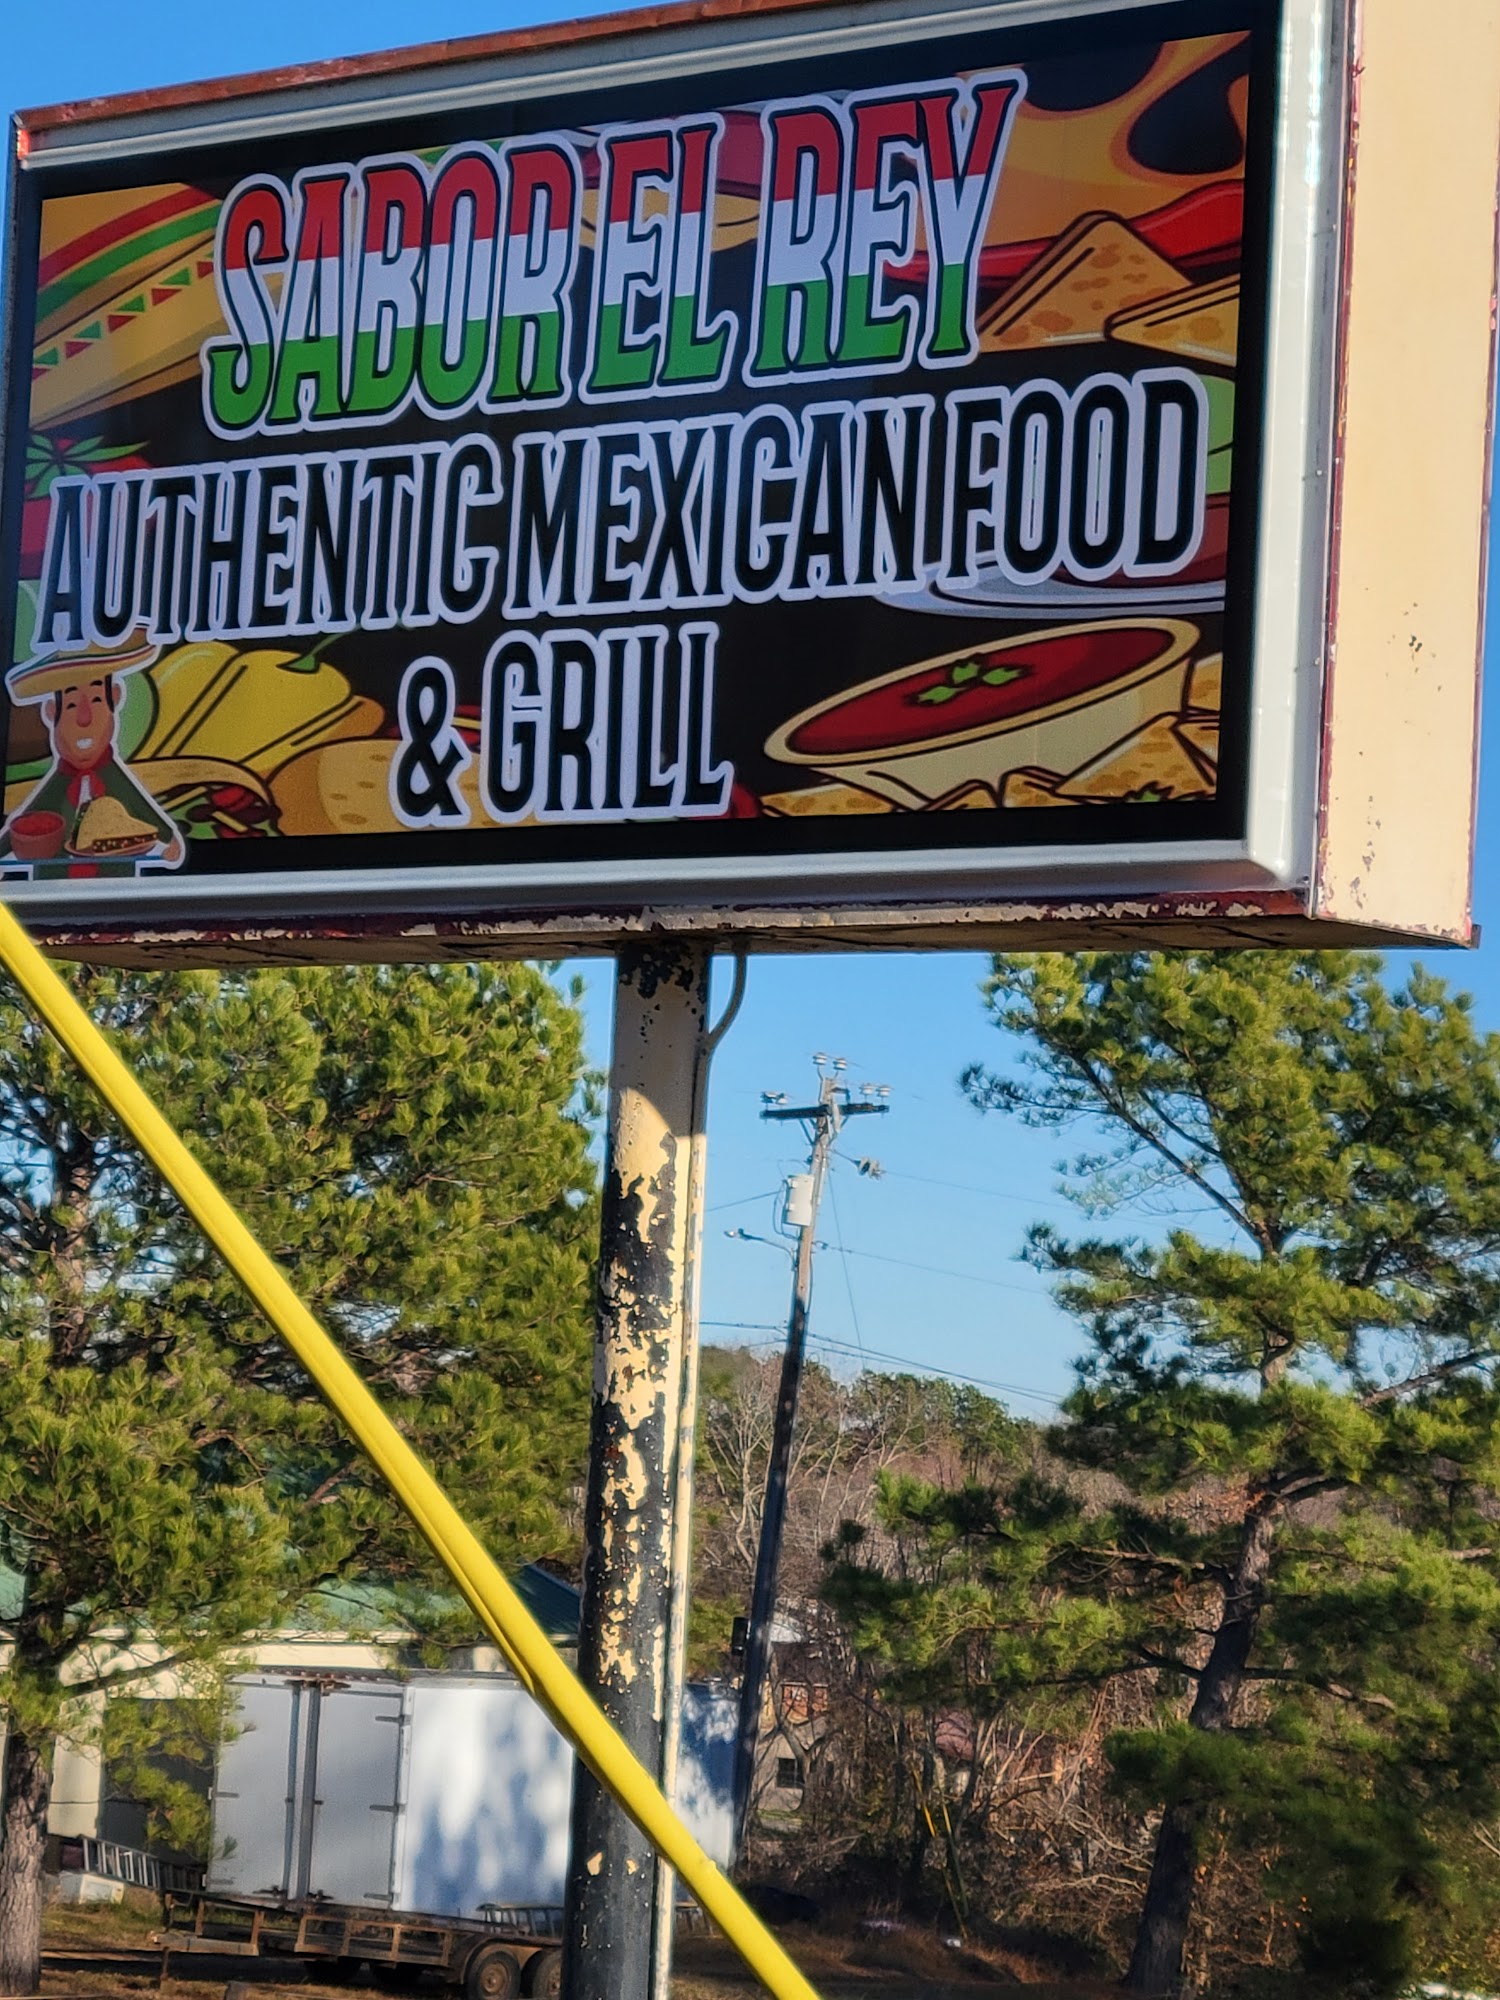 SABOR EL REY
AUTHENTIC MEXICAN FOOD
& GRILL